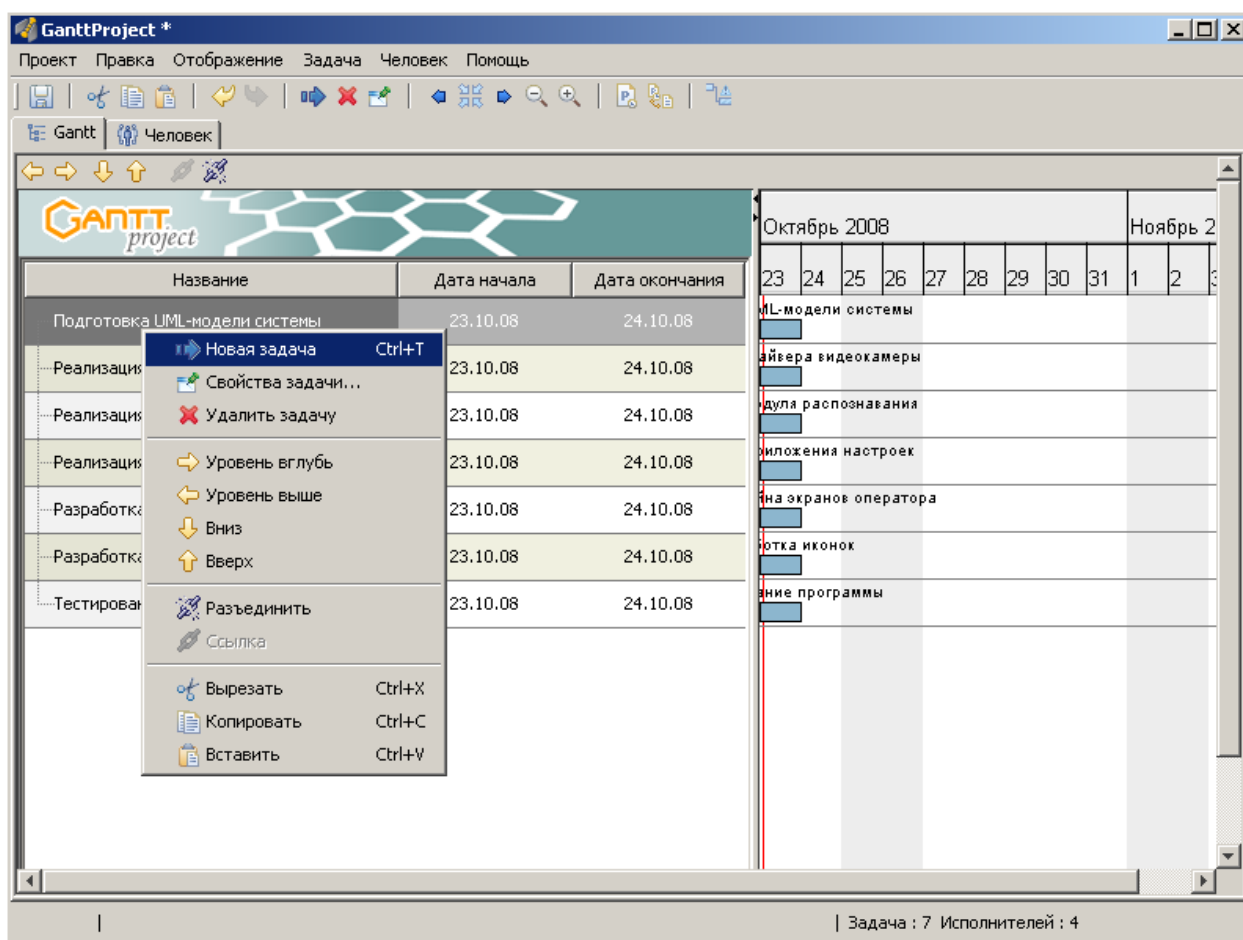 GanttProject *
Проект Правка Отображение Задача Человек Помощь
Gantt Человек
GANTT
project
Октябрь 2008 Ноябрь 2
Название Дата начала Дата окончания 23 24 25 26 27 28 29 30 31 1 2
Подготовка UML-модели системы 23.10.08 24.10.08 ML-модели системы
Новая задача Ctrl+T
Реализация 23.10.08 24.10.08 айвера видеокамеры
Свойства задачи...
Удалить задачу
Реализация 23.10.08 24.10.08 дуля распознавания
Реализация 23.10.08 24.10.08 риложения настроек
Уровень вглубь
Уровень выше
Разработка 23.10.08 24.10.08 йна экранов оператора
Вниз
Вверх
Разработка 23.10.08 24.10.08 ботка иконок
Разъединить
Тестирован 23.10.08 24.10.08 ание программы
Ссылка
Вырезать Ctrl+X
Копировать Ctrl+C
Вставить Ctrl+V
Задача : 7 Исполнителей : 4